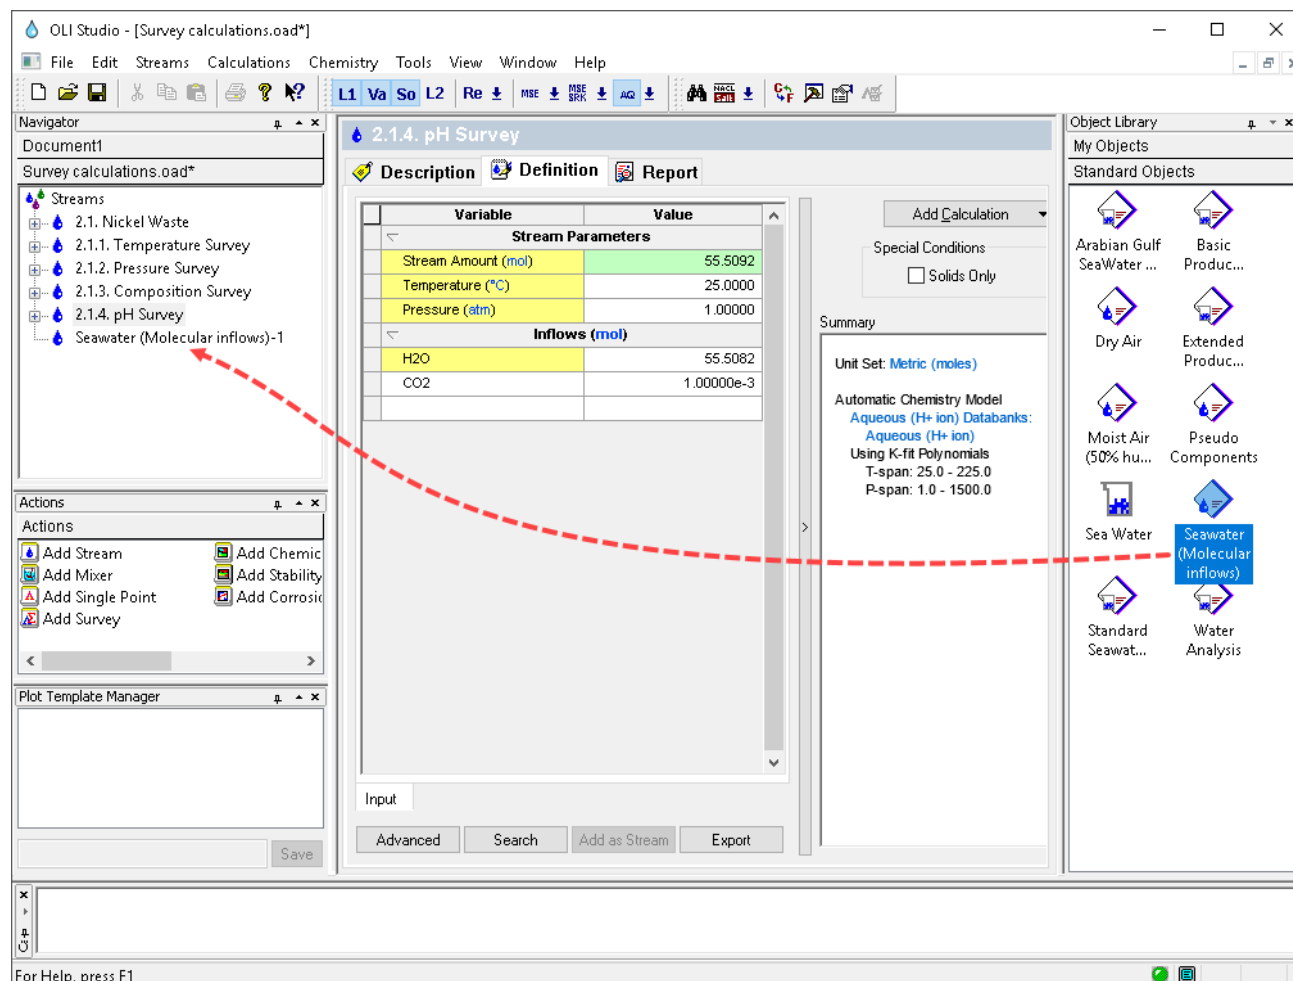 OLI Studio - [Survey calculations.oad*]
File Edit Streams Calculations Chemistry Tools View Window Help
L1 Va So L2 Re MSE MSE SRK AQ NACL Salt
Navigator
Document1
Survey calculations.oad*
Streams
2.1. Nickel Waste
2.1.1. Temperature Survey
2.1.2. Pressure Survey
2.1.3. Composition Survey
2.1.4. pH Survey
Seawater (Molecular inflows)-1
Actions
Actions
Add Stream Add Chemic
Add Mixer Add Stability
Add Single Point Add Corrosic
Add Survey
Plot Template Manager
Save
2.1.4. pH Survey
Description Definition Report
Variable Value
Stream Parameters
Stream Amount (mol) 55.5092
Temperature (°C) 25.0000
Pressure (atm) 1.00000
Inflows (mol)
H2O 55.5082
CO2 1.00000e-3
Input
Advanced Search Add as Stream Export
Add Calculation
Special Conditions
Solids Only
Summary
Unit Set: Metric (moles)
Automatic Chemistry Model
Aqueous (H+ ion) Databanks:
Aqueous (H+ ion)
Using K-fit Polynomials
T-span: 25.0 - 225.0
P-span: 1.0 - 1500.0
Object Library
My Objects
Standard Objects
Arabian Gulf Basic
SeaWater ... Produc...
Dry Air Extended
Produc...
Moist Air Pseudo
(50% hu... Components
Sea Water Seawater
(Molecular
inflows)
Standard Water
Seawat... Analysis
For Help, press F1